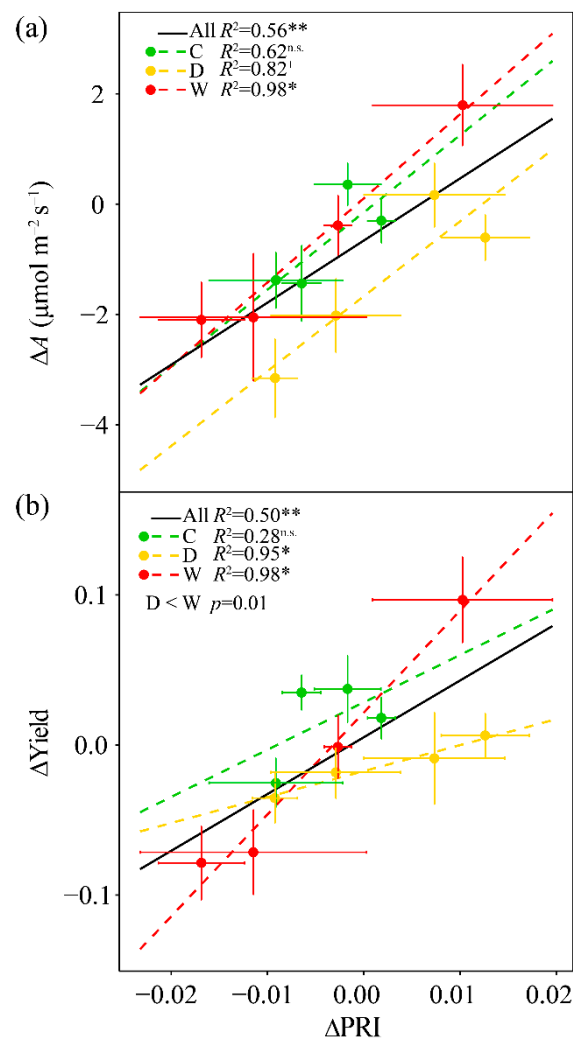 (a)
All R²=0.56**
C R²=0.62ⁿ·ˢ·
D R²=0.82†
W R²=0.98*
2
0
−2
−4
ΔA (μmol m⁻² s⁻¹)
(b)
All R²=0.50**
C R²=0.28ⁿ·ˢ·
D R²=0.95*
W R²=0.98*
D < W p=0.01
0.1
0.0
−0.1
ΔYield
−0.02 −0.01 0.00 0.01 0.02
ΔPRI